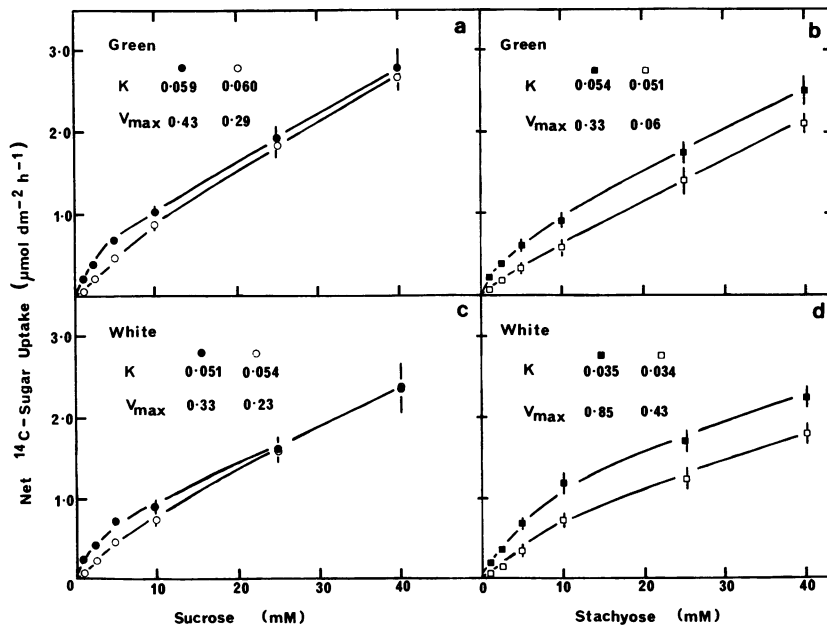 a
Green
K 0·059 0·060
Vmax 0·43 0·29
3·0
2·0
1·0
b
Green
K 0·054 0·051
Vmax 0·33 0·06
c
White
K 0·051 0·054
Vmax 0·33 0·23
3·0
2·0
1·0
0 10 20 30 40
Sucrose (mM)
d
White
K 0·035 0·034
Vmax 0·85 0·43
0 10 20 30 40
Stachyose (mM)
Net ¹⁴C-Sugar Uptake (μmol dm⁻² h⁻¹)